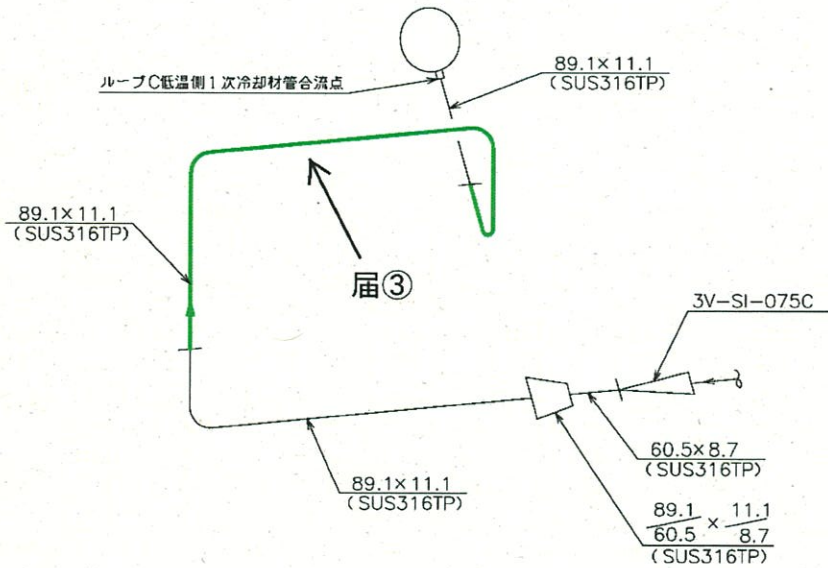 ループC低温側1次冷却材管合流点
89.1×11.1
(SUS316TP)
89.1×11.1
(SUS316TP)
届③
3V-SI-075C
60.5×8.7
(SUS316TP)
89.1×11.1
(SUS316TP)
89.1/60.5 × 11.1/8.7
(SUS316TP)